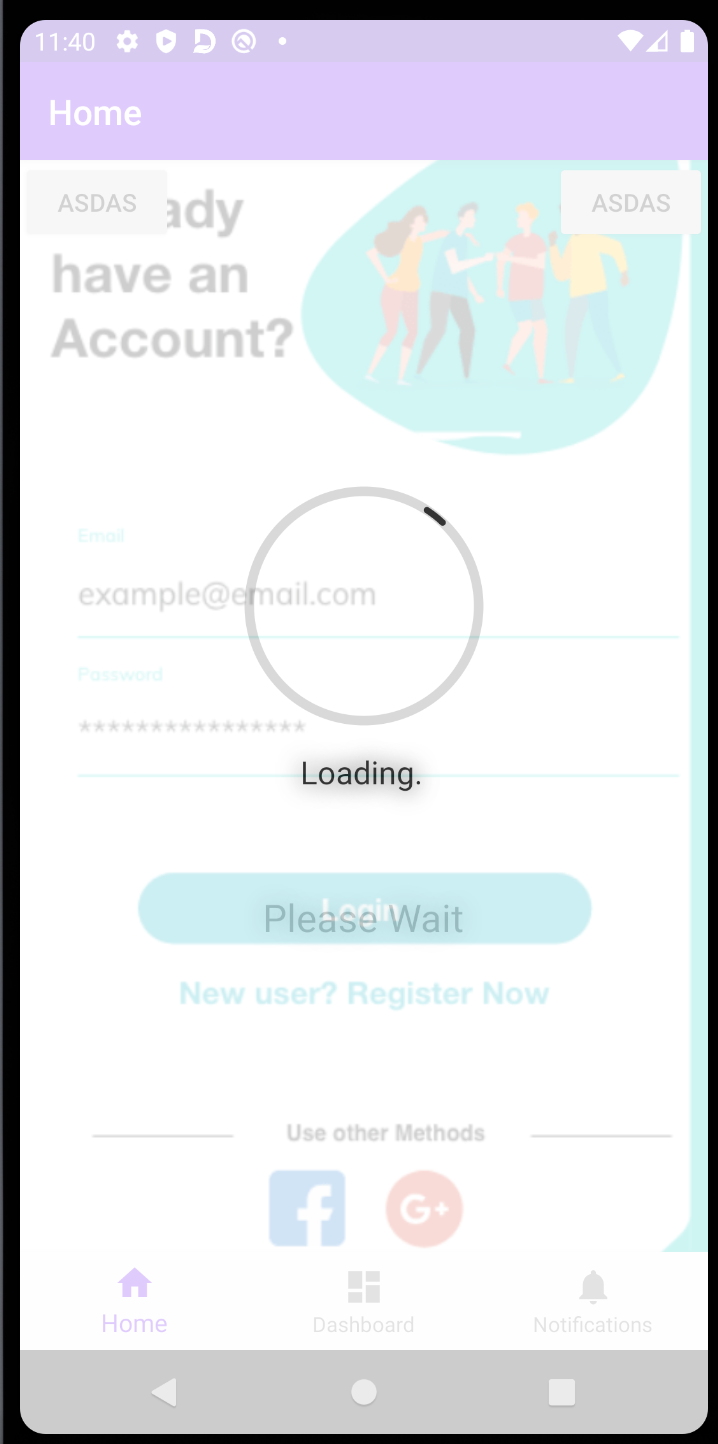 11:40
Home
ASDAS
ASDAS
ady
have an
Account?
Email
example@email.com
Password
****************
Loading.
Login
Please Wait
New user? Register Now
Use other Methods
G+
Home
Dashboard
Notifications